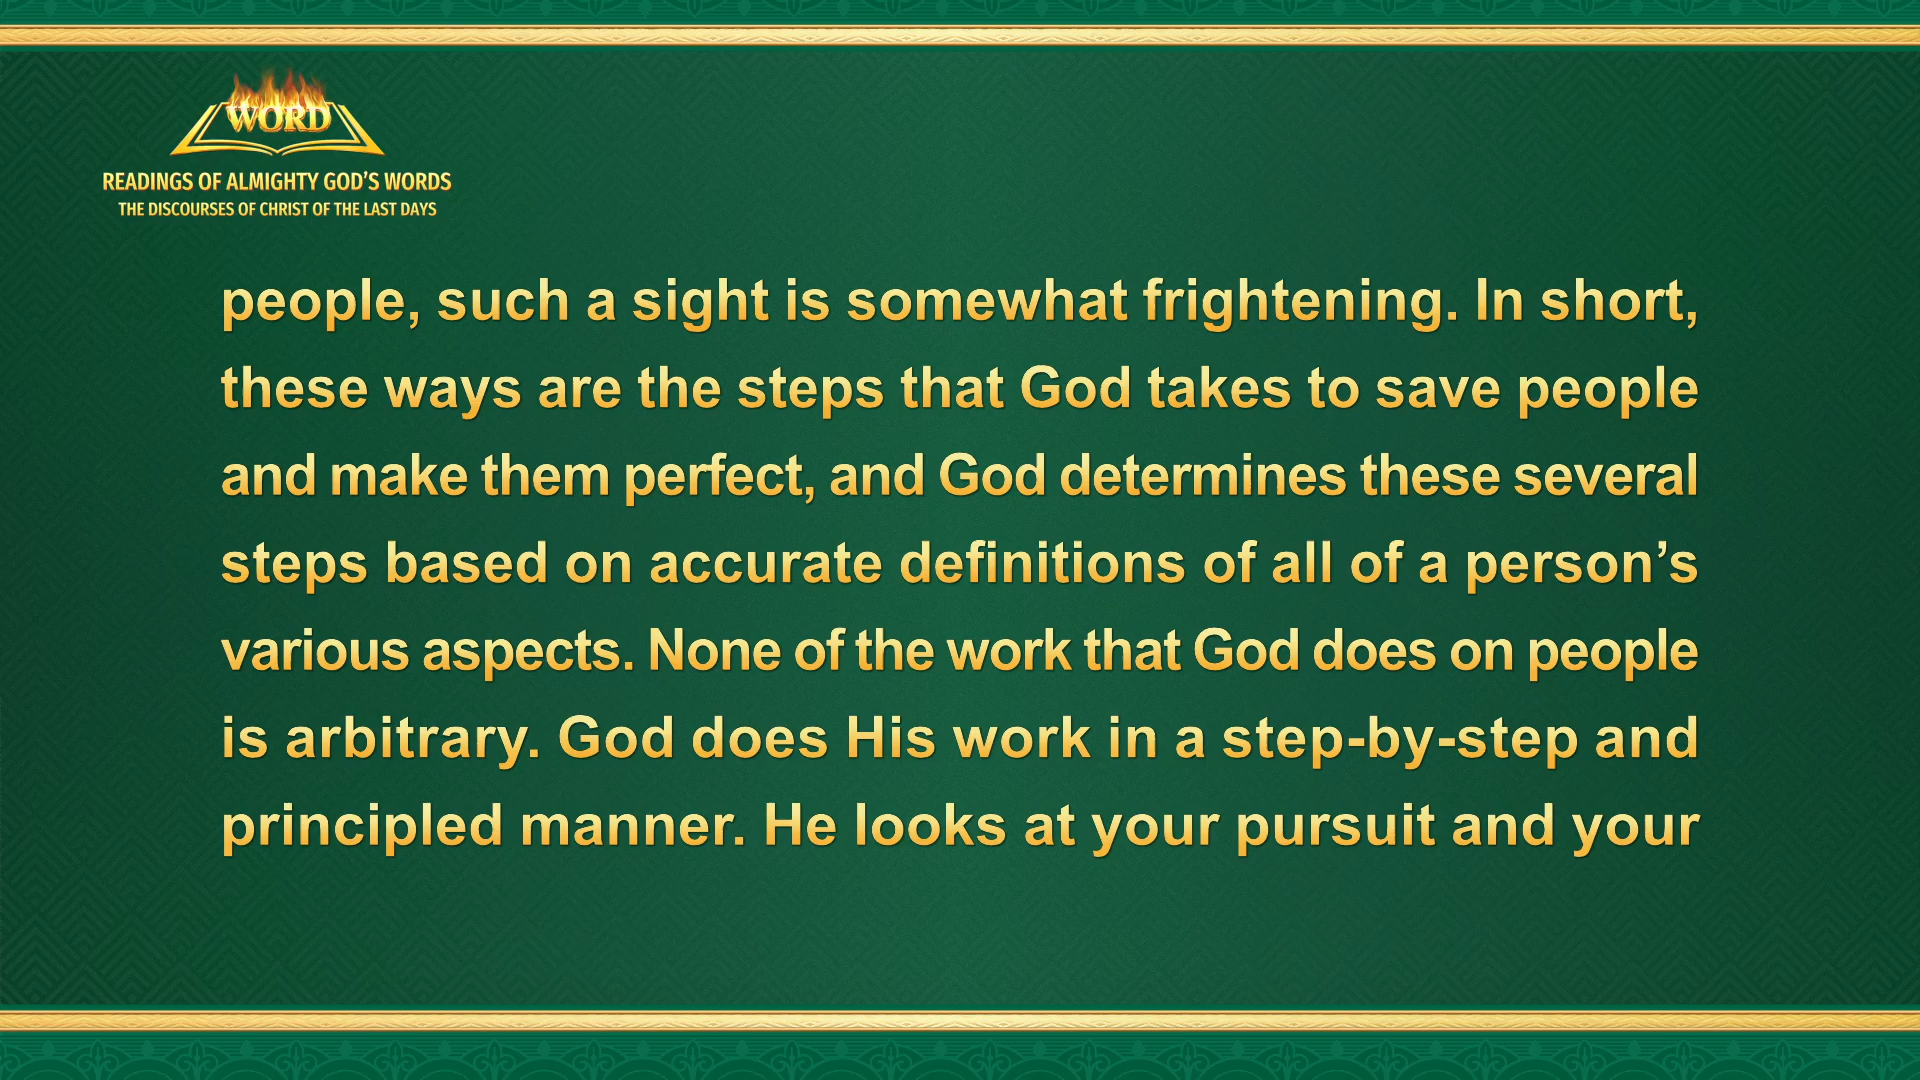 WORD
READINGS OF ALMIGHTY GOD’S WORDS
THE DISCOURSES OF CHRIST OF THE LAST DAYS
people, such a sight is somewhat frightening. In short,
these ways are the steps that God takes to save people
and make them perfect, and God determines these several
steps based on accurate definitions of all of a person’s
various aspects. None of the work that God does on people
is arbitrary. God does His work in a step-by-step and
principled manner. He looks at your pursuit and your